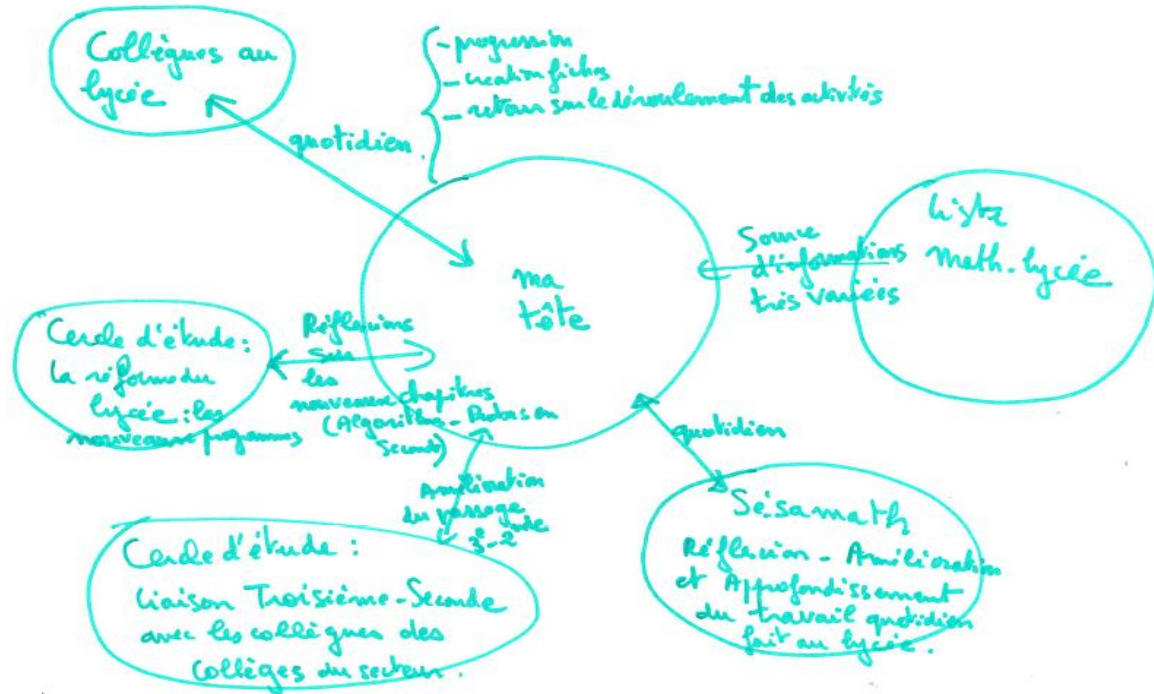 Collègues au
lycée
- progression
- création fiches
- retour sur le déroulement des activités
quotidien.
ma
tête
Source
d'informations
très variées
Liste
Math-lycée
Cercle d'étude :
la réforme du
lycée : les
nouveaux programmes
Réflexions
sur
les
nouveaux chapitres
(Algorithme - Probas en
Seconde)
quotidien
Amélioration
du passage
3e-2nde
Cercle d'étude :
Liaison Troisième-Seconde
avec les collègues des
collèges du secteur.
Sésamath
Réflexion - Amélioration
et Approfondissement
du travail quotidien
fait au lycée.